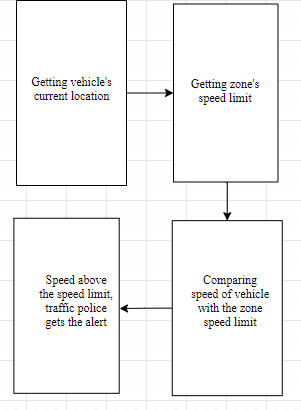 Getting vehicle's
current location
Getting zone's
speed limit
Comparing
speed of vehicle
with the zone
speed limit
Speed above
the speed limit,
traffic police
gets the alert